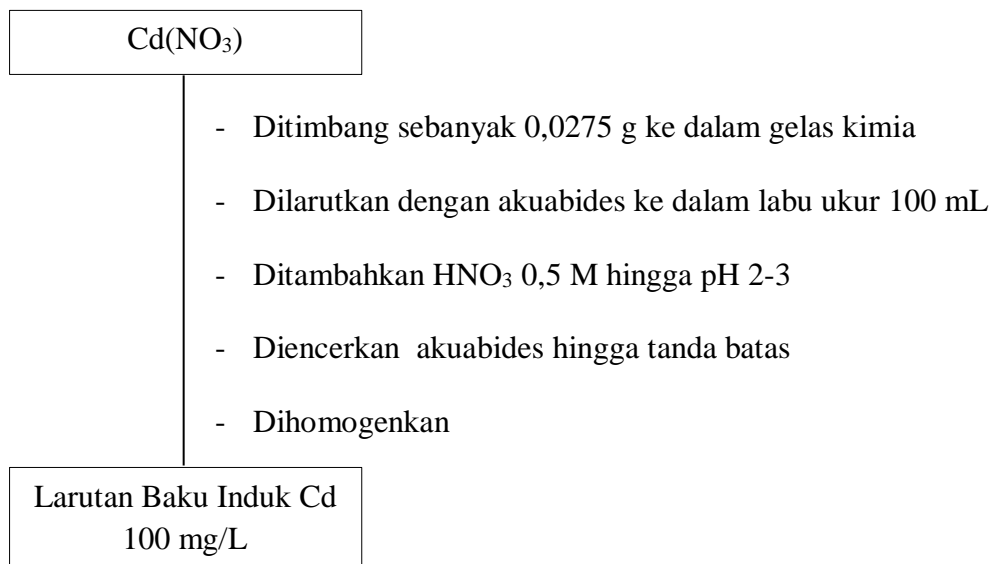 Cd(NO₃)
- Ditimbang sebanyak 0,0275 g ke dalam gelas kimia
- Dilarutkan dengan akuabides ke dalam labu ukur 100 mL
- Ditambahkan HNO₃ 0,5 M hingga pH 2-3
- Diencerkan akuabides hingga tanda batas
- Dihomogenkan
Larutan Baku Induk Cd
100 mg/L